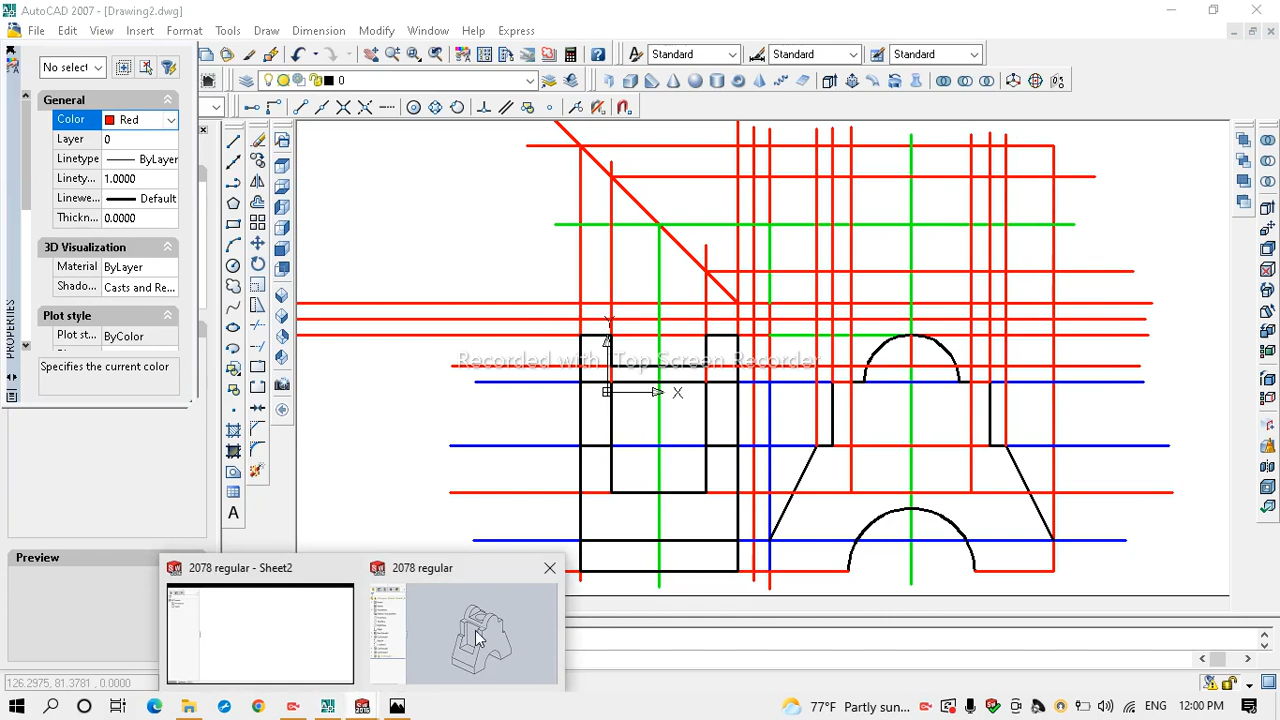 AutoCAD 2007 - [Drawing2.dwg]
File Edit View Insert Format Tools Draw Dimension Modify Window Help Express
Standard Standard Standard
No select
0
General
Color Red
Layer 0
Linetype ByLayer
Linety... 1.0000
Linewe... Default
Thickn... 0.0000
3D Visualization
Material ByLayer
Shado... Casts and Re...
Plot style
Plot st... ByColor
Specifies the current color
PROPERTIES
Y
Recorded with Top Screen Recorder
X
Preview
2078 regular - Sheet2
2078 regular
126.2975, 81.3781, 0.0000
77°F Partly sun...
ENG 12:00 PM